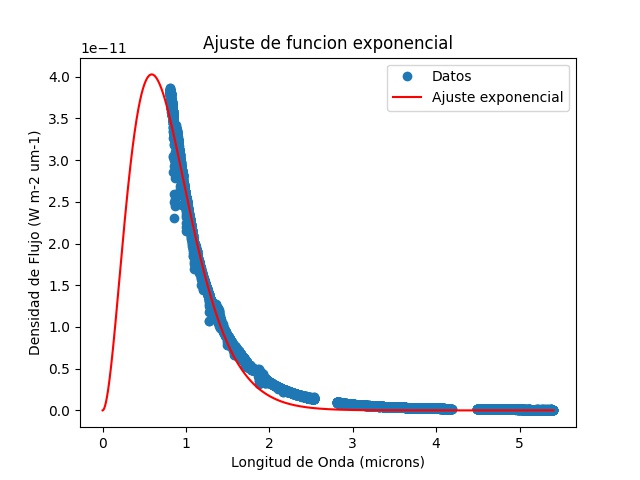 Ajuste de funcion exponencial
1e−11
Datos
Ajuste exponencial
4.0
3.5
3.0
2.5
2.0
1.5
1.0
0.5
0.0
Densidad de Flujo (W m-2 um-1)
0 1 2 3 4 5
Longitud de Onda (microns)